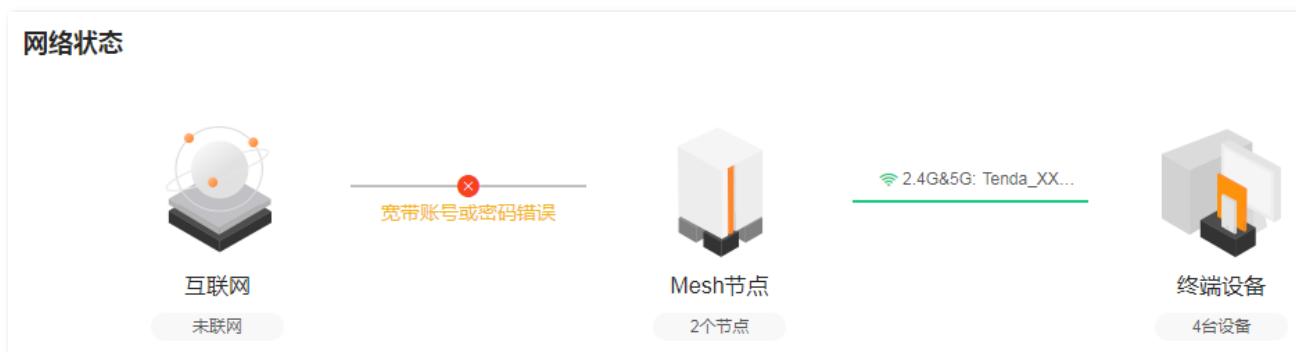 网络状态
2.4G&5G: Tenda_XX...
宽带账号或密码错误
互联网
Mesh节点
终端设备
未联网
2个节点
4台设备